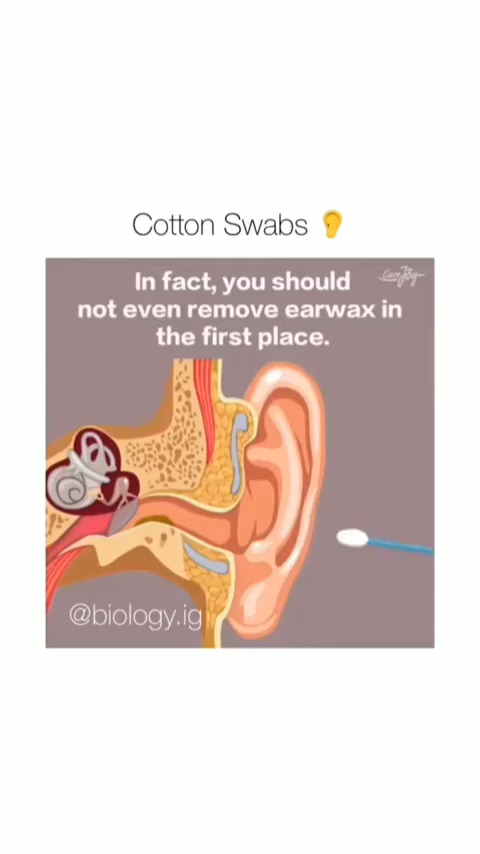 Cotton Swabs 👂
In fact, you should
not even remove earwax in
the first place.
@biology.ig